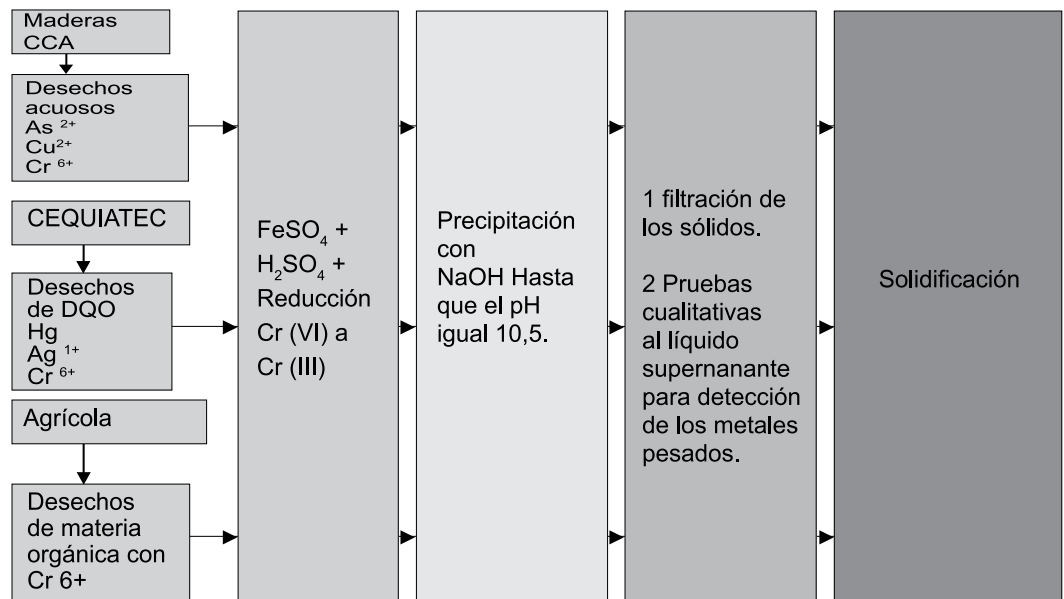 Maderas
CCA
Desechos
acuosos
As ²⁺
Cu²⁺
Cr ⁶⁺
CEQUIATEC
Desechos
de DQO
Hg
Ag ¹⁺
Cr ⁶⁺
Agrícola
Desechos
de materia
orgánica con
Cr 6+
FeSO₄ +
H₂SO₄ +
Reducción
Cr (VI) a
Cr (III)
Precipitación
con
NaOH Hasta
que el pH
igual 10,5.
1 filtración de
los sólidos.
2 Pruebas
cualitativas
al líquido
supernanante
para detección
de los metales
pesados.
Solidificación